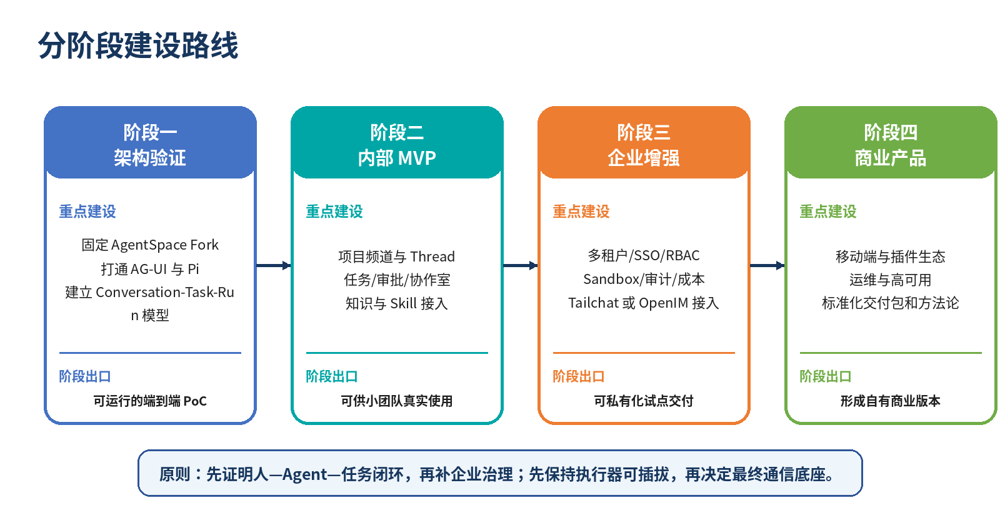 分阶段建设路线
阶段一
架构验证
重点建设
固定 AgentSpace Fork
打通 AG-UI 与 Pi
建立 Conversation-Task-Ru
n 模型
阶段出口
可运行的端到端 PoC
阶段二
内部 MVP
重点建设
项目频道与 Thread
任务/审批/协作室
知识与 Skill 接入
阶段出口
可供小团队真实使用
阶段三
企业增强
重点建设
多租户/SSO/RBAC
Sandbox/审计/成本
Tailchat 或 OpenIM 接入
阶段出口
可私有化试点交付
阶段四
商业产品
重点建设
移动端与插件生态
运维与高可用
标准化交付包和方法论
阶段出口
形成自有商业版本
原则：先证明人—Agent—任务闭环，再补企业治理；先保持执行器可插拔，再决定最终通信底座。